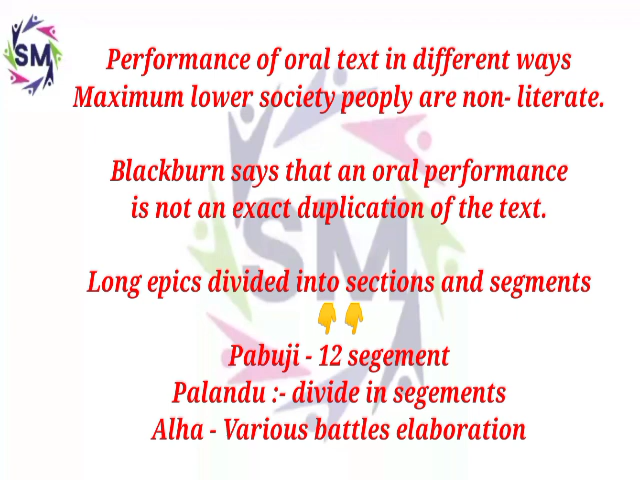 SM
Performance of oral text in different ways
Maximum lower society peoply are non- literate.
Blackburn says that an oral performance
is not an exact duplication of the text.
SM
Long epics divided into sections and segments
👇👇
Pabuji - 12 segement
Palandu :- divide in segements
Alha - Various battles elaboration